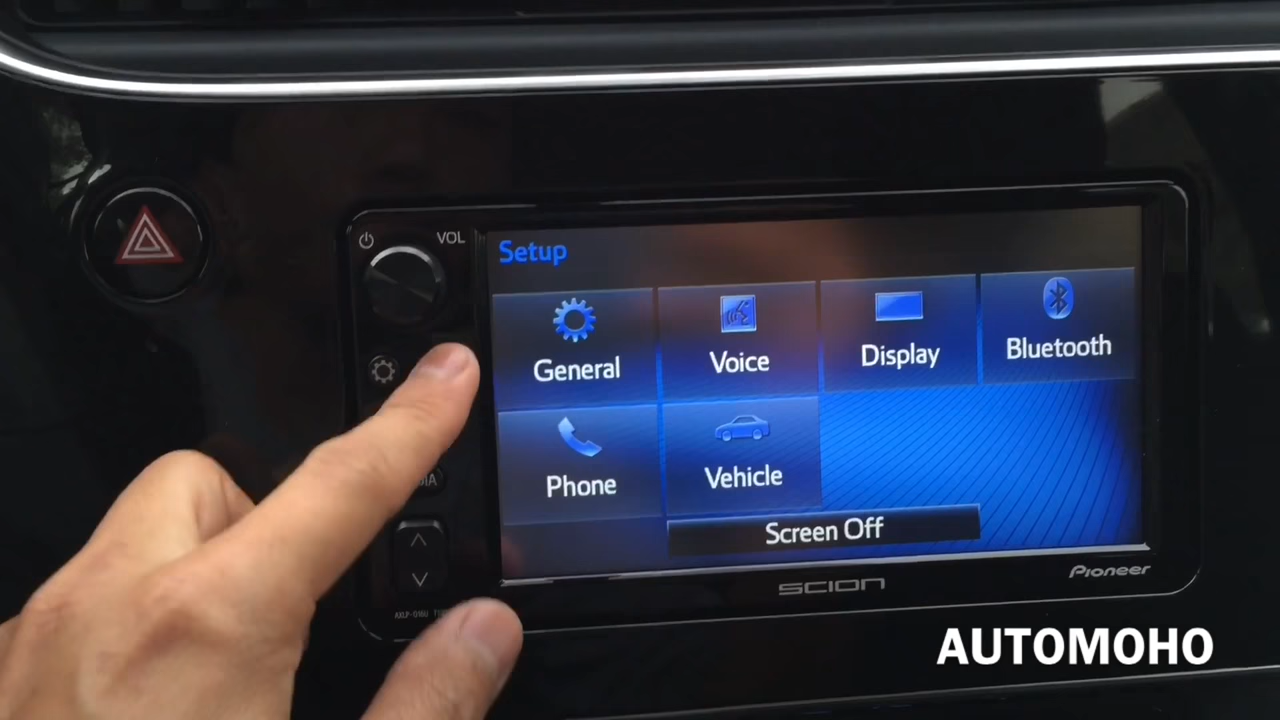 VOL
Setup
General
Voice
Display
Bluetooth
Phone
Vehicle
Screen Off
SCION
Pioneer
AUTOMOHO